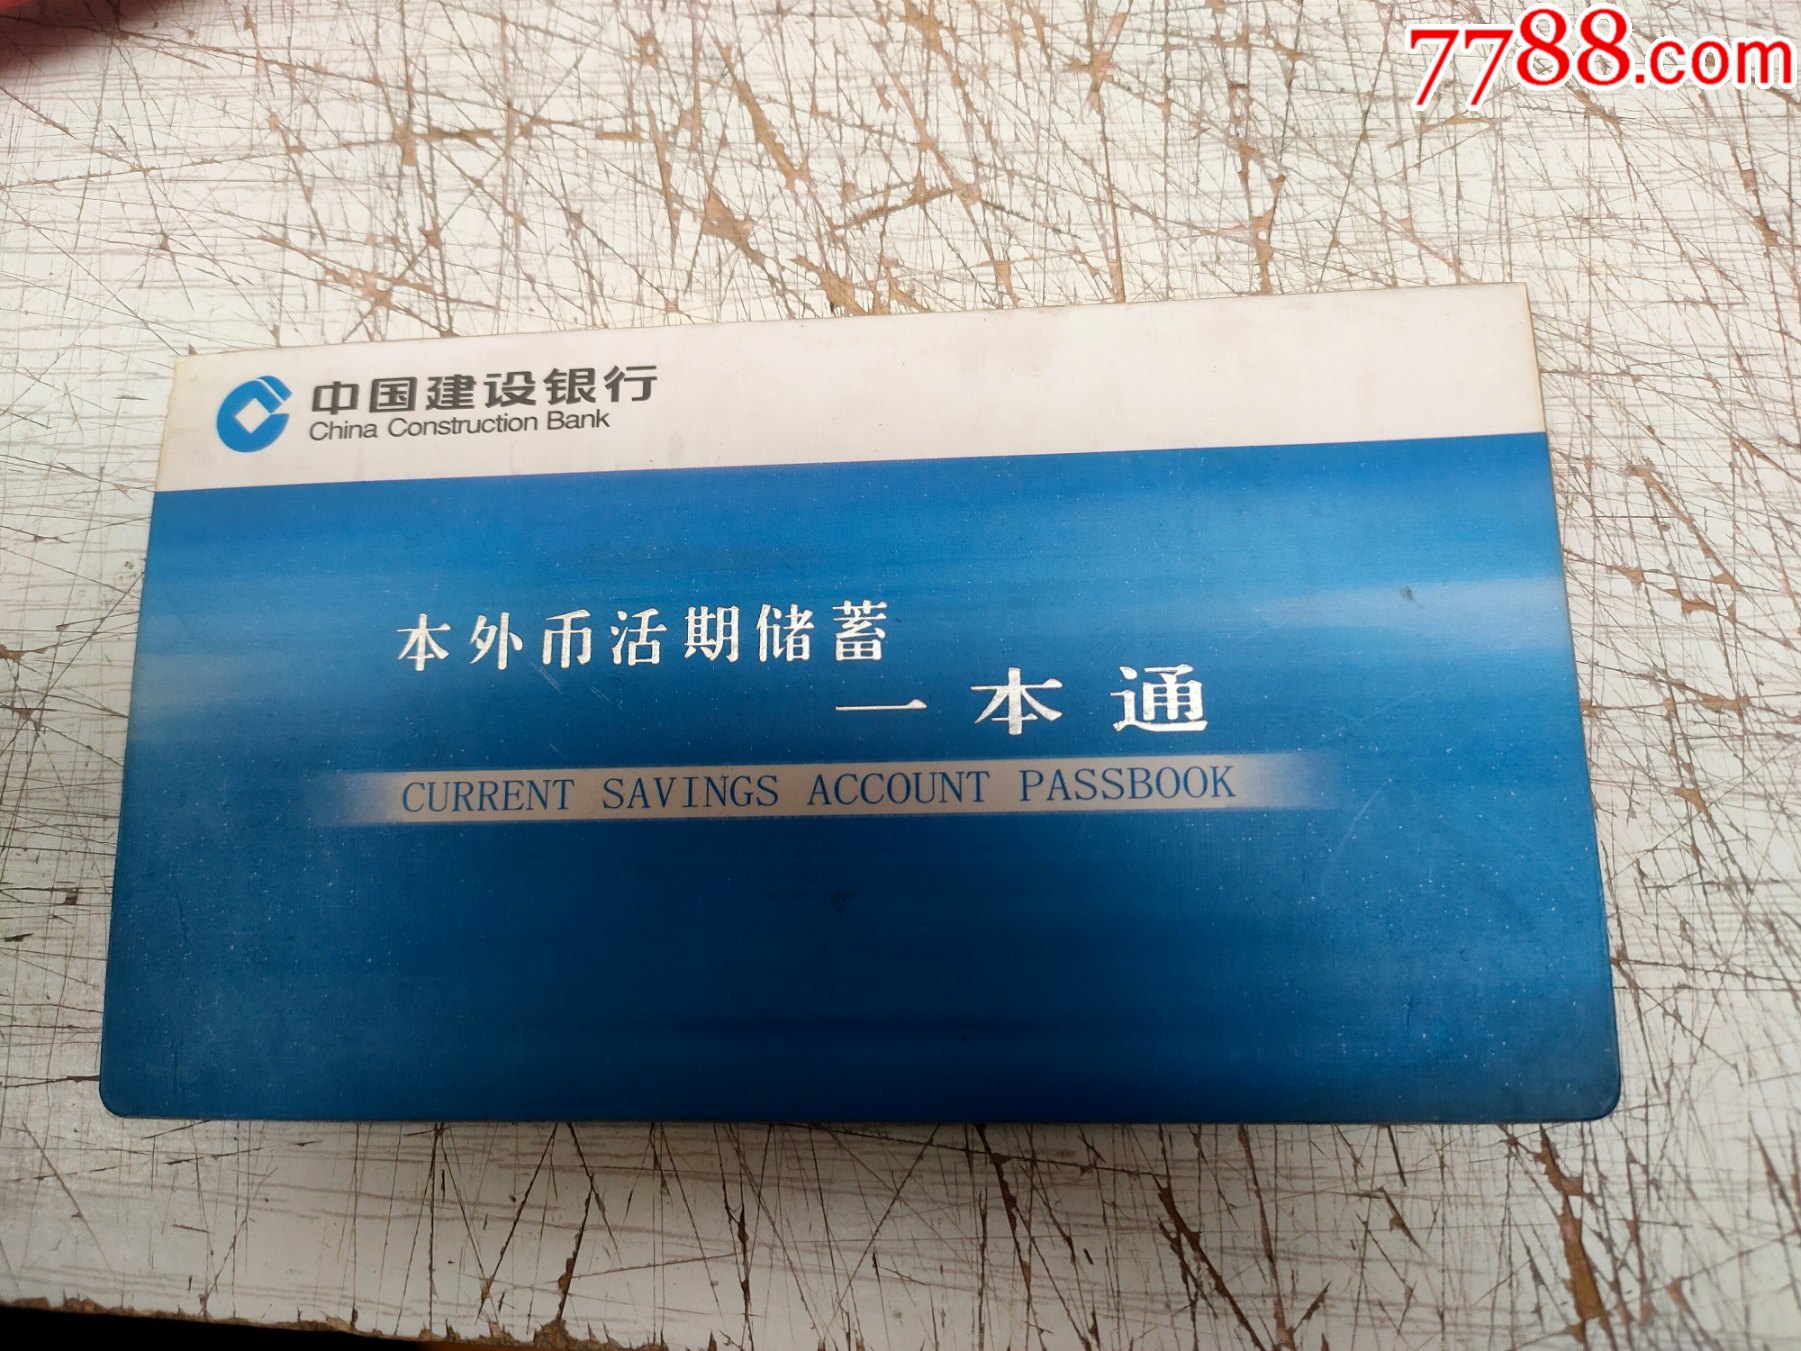 7788.com
中国建设银行
China Construction Bank
本外币活期储蓄
一本通
CURRENT SAVINGS ACCOUNT PASSBOOK